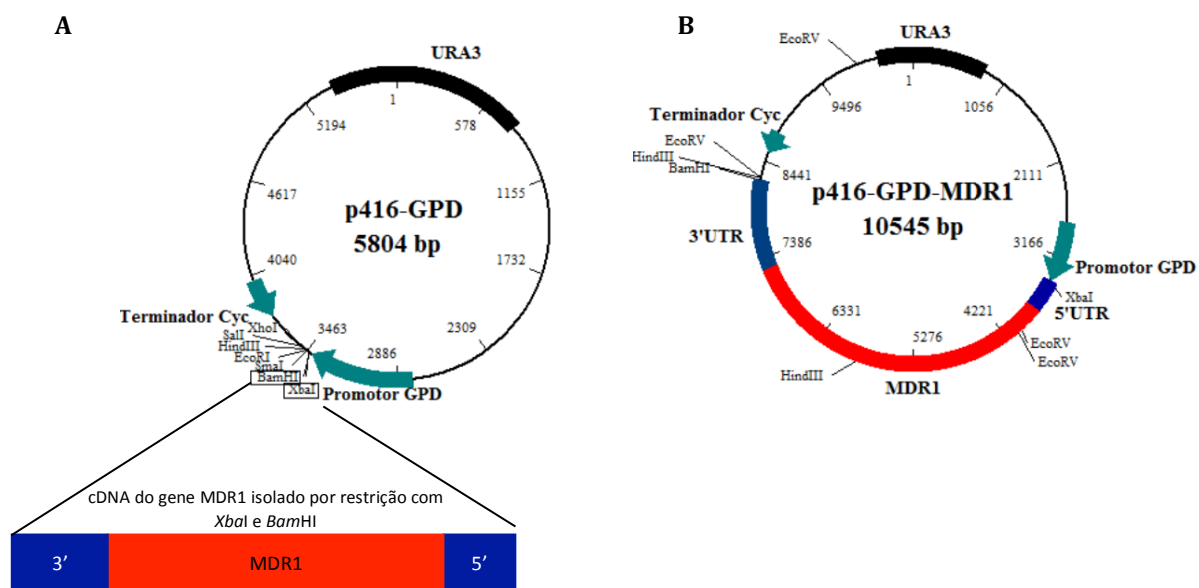 A
URA3
1
578
1155
1732
2309
2886
3463
4040
4617
5194
p416-GPD
5804 bp
Terminador Cyc
XhoI
SalI
HindIII
EcoRI
SmaI
BamHI
XbaI
Promotor GPD
cDNA do gene MDR1 isolado por restrição com
XbaI e BamHI
3’
MDR1
5’
B
URA3
EcoRV
1
1056
2111
3166
4221
5276
6331
7386
8441
9496
Terminador Cyc
EcoRV
HindIII
BamHI
p416-GPD-MDR1
10545 bp
3'UTR
Promotor GPD
XbaI
5'UTR
EcoRV
EcoRV
HindIII
MDR1